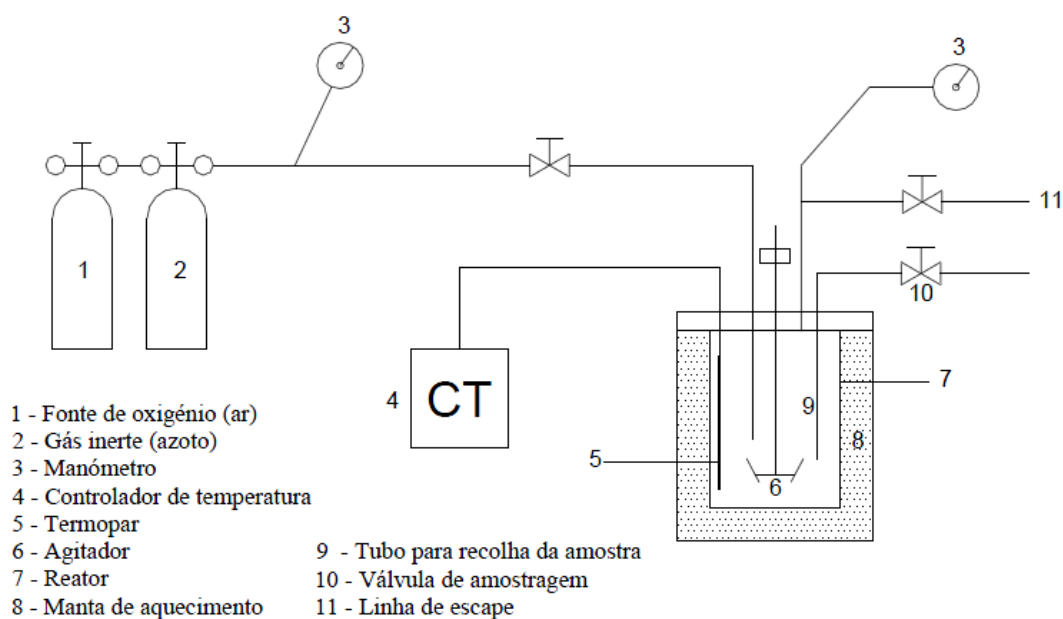 3
3
11
1
2
10
4
CT
7
9
8
5
6
1 - Fonte de oxigénio (ar)
2 - Gás inerte (azoto)
3 - Manómetro
4 - Controlador de temperatura
5 - Termopar
6 - Agitador
7 - Reator
8 - Manta de aquecimento
9 - Tubo para recolha da amostra
10 - Válvula de amostragem
11 - Linha de escape